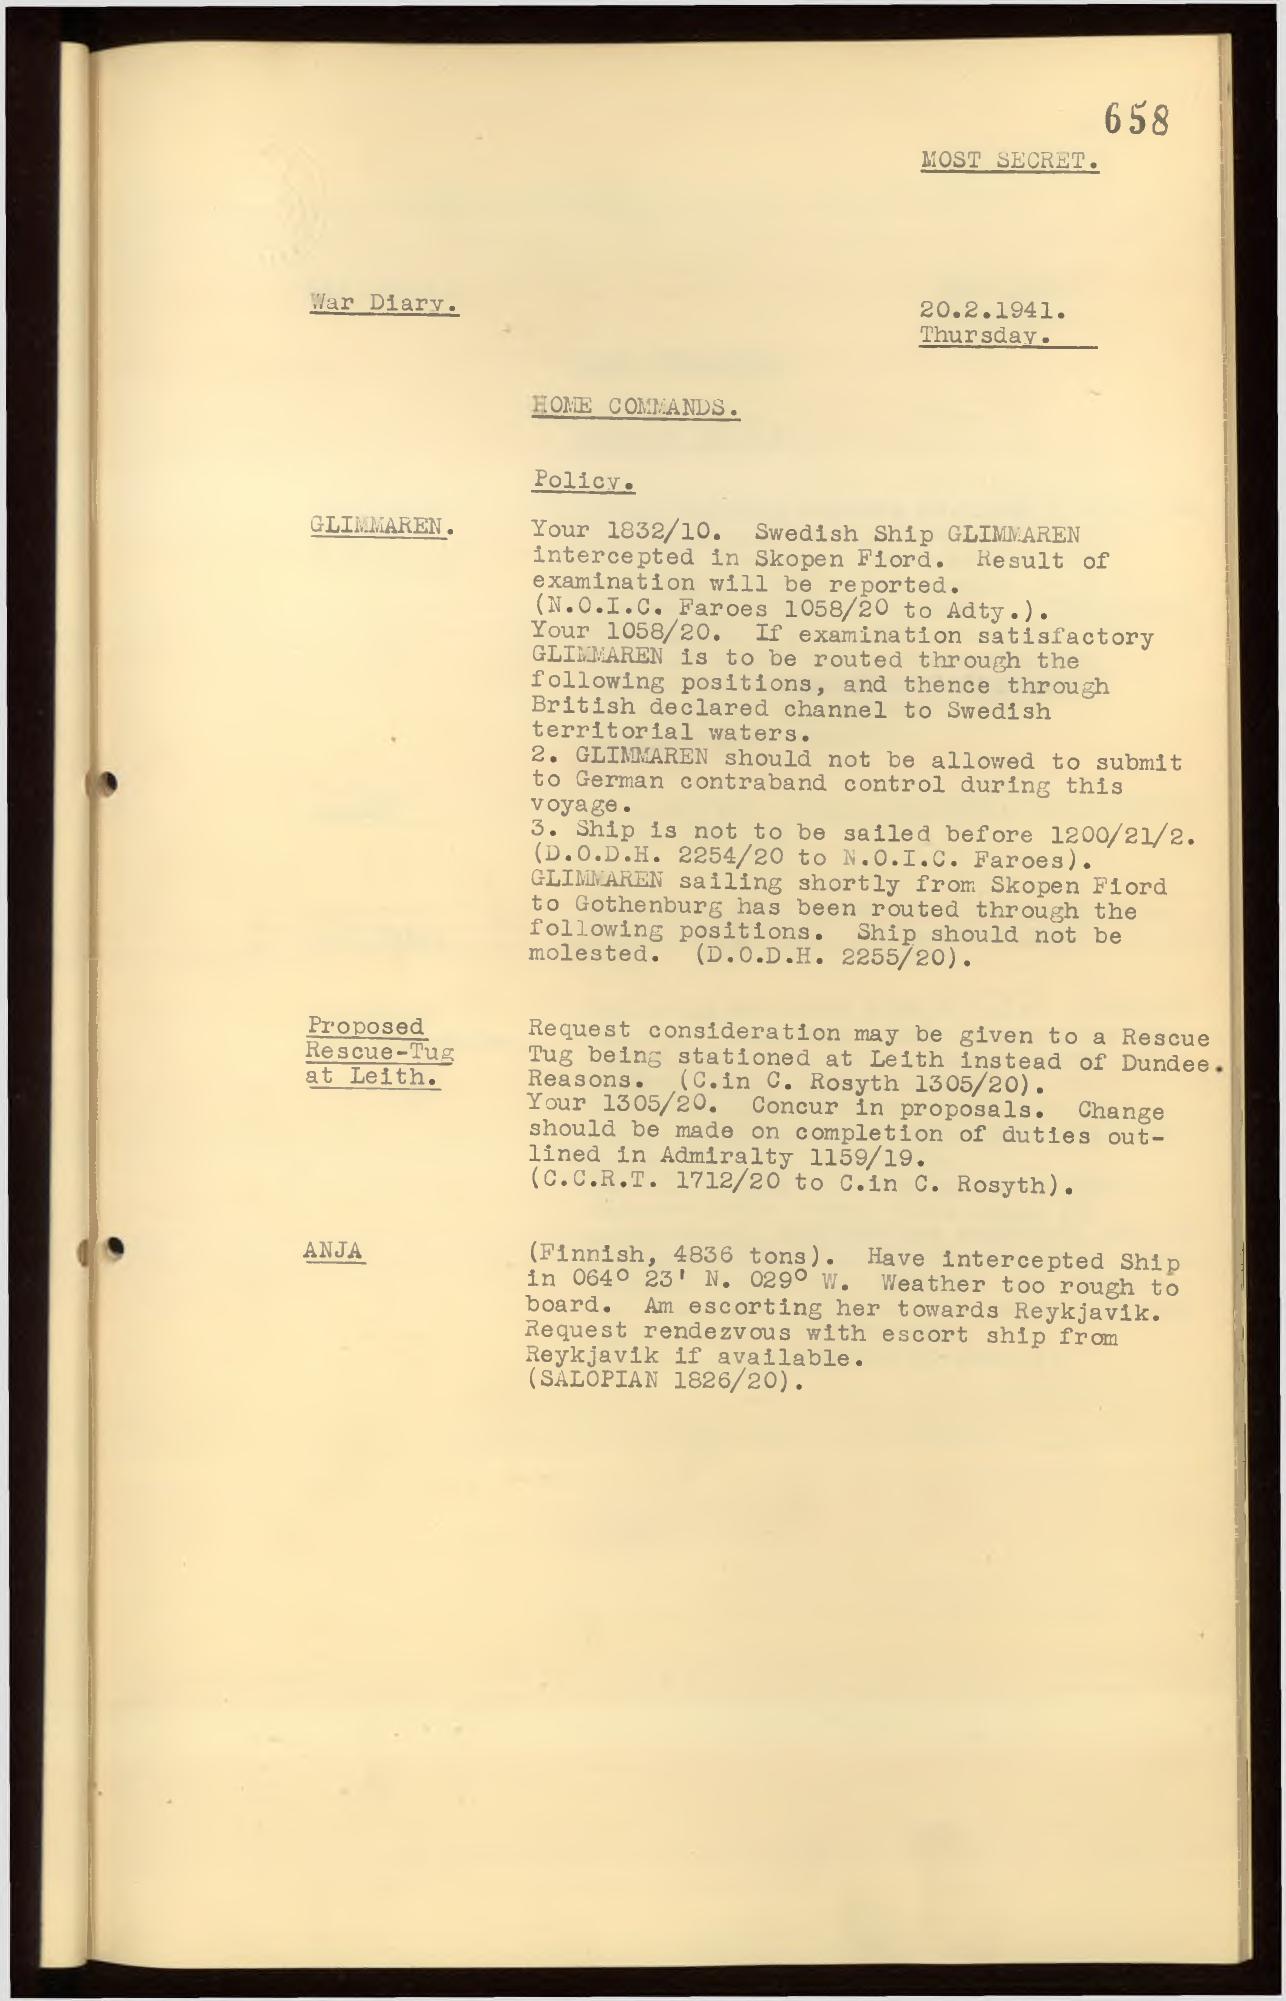 658
MOST SECRET.
War Diary.
20.2.1941.
Thursday.
HOME COMMANDS.
Policy.
GLIMMAREN.
Your 1832/10. Swedish Ship GLIMMAREN
intercepted in Skopen Fiord. Result of
examination will be reported.
(N.O.I.C. Faroes 1058/20 to Adty.).
Your 1058/20. If examination satisfactory
GLIMMAREN is to be routed through the
following positions, and thence through
British declared channel to Swedish
territorial waters.
2. GLIMMAREN should not be allowed to submit
to German contraband control during this
voyage.
3. Ship is not to be sailed before 1200/21/2.
(D.O.D.H. 2254/20 to N.O.I.C. Faroes).
GLIMMAREN sailing shortly from Skopen Fiord
to Gothenburg has been routed through the
following positions. Ship should not be
molested. (D.O.D.H. 2255/20).
Proposed
Rescue-Tug
at Leith.
Request consideration may be given to a Rescue
Tug being stationed at Leith instead of Dundee.
Reasons. (C.in C. Rosyth 1305/20).
Your 1305/20. Concur in proposals. Change
should be made on completion of duties out-
lined in Admiralty 1159/19.
(C.C.R.T. 1712/20 to C.in C. Rosyth).
ANJA
(Finnish, 4836 tons). Have intercepted Ship
in 064° 23' N. 029° W. Weather too rough to
board. Am escorting her towards Reykjavik.
Request rendezvous with escort ship from
Reykjavik if available.
(SALOPIAN 1826/20).